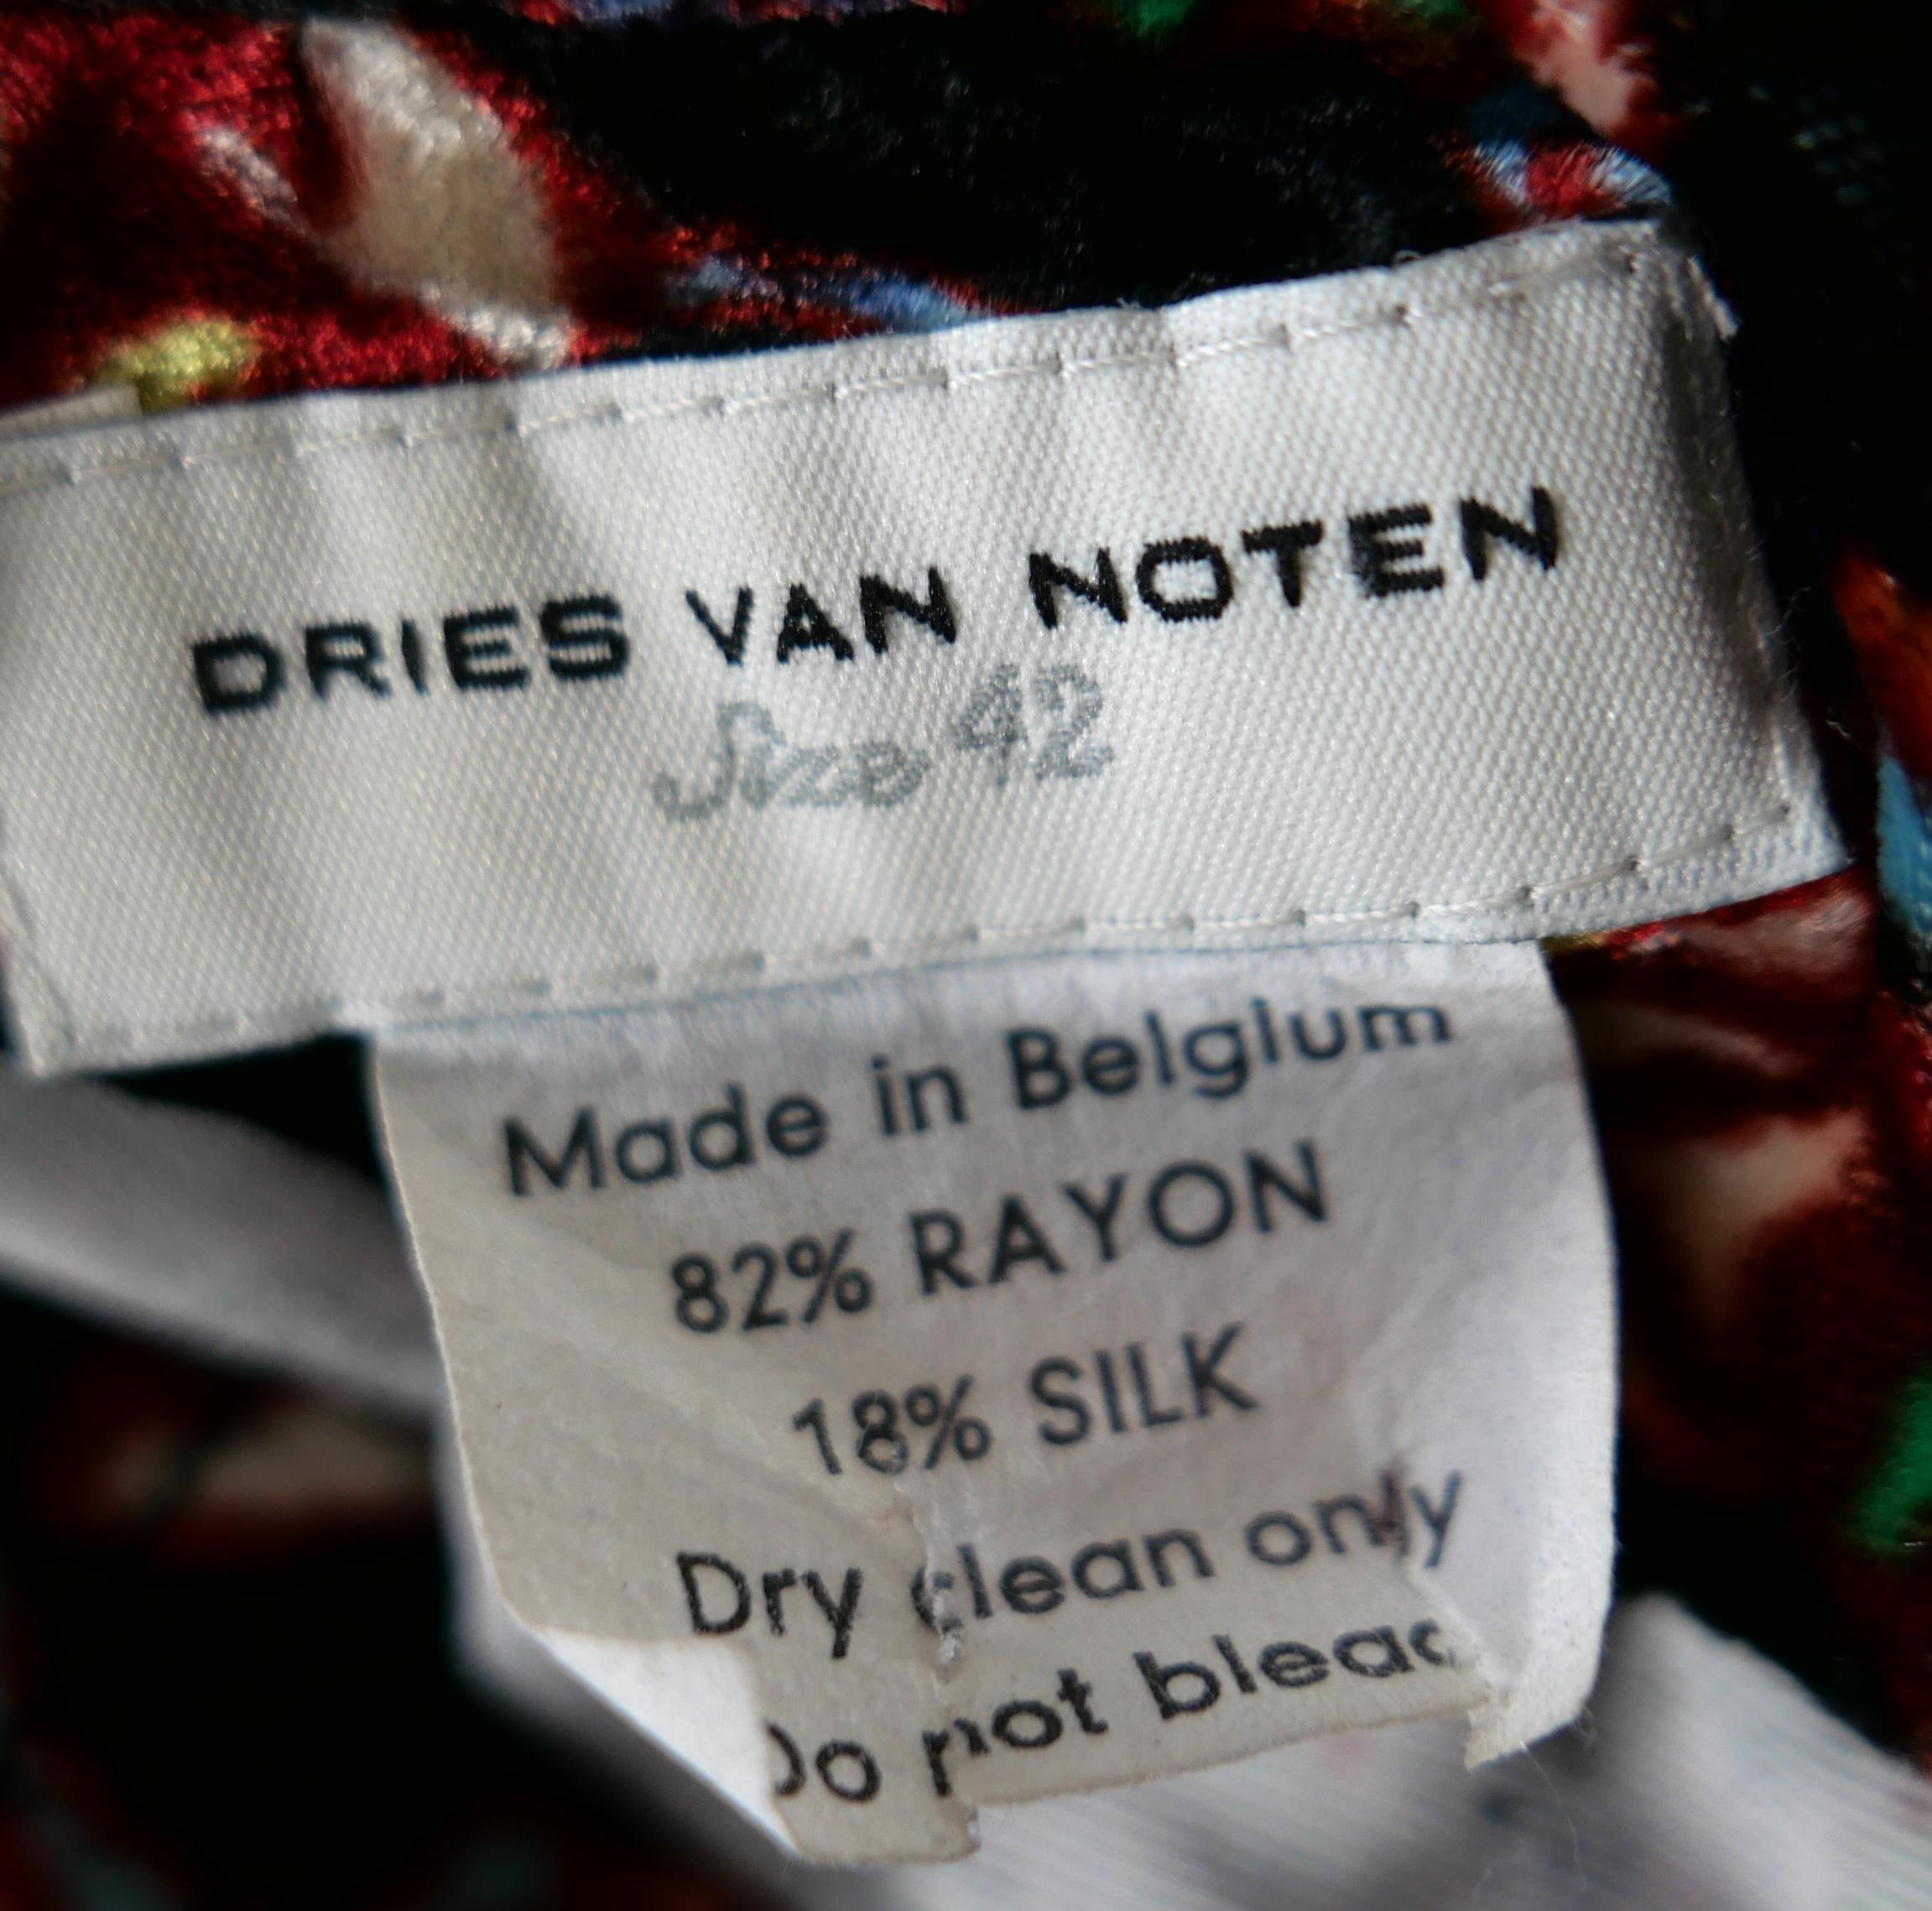 DRIES VAN NOTEN
Size 42
Made in Belgium
82% RAYON
18% SILK
Dry clean only
Do not bleac